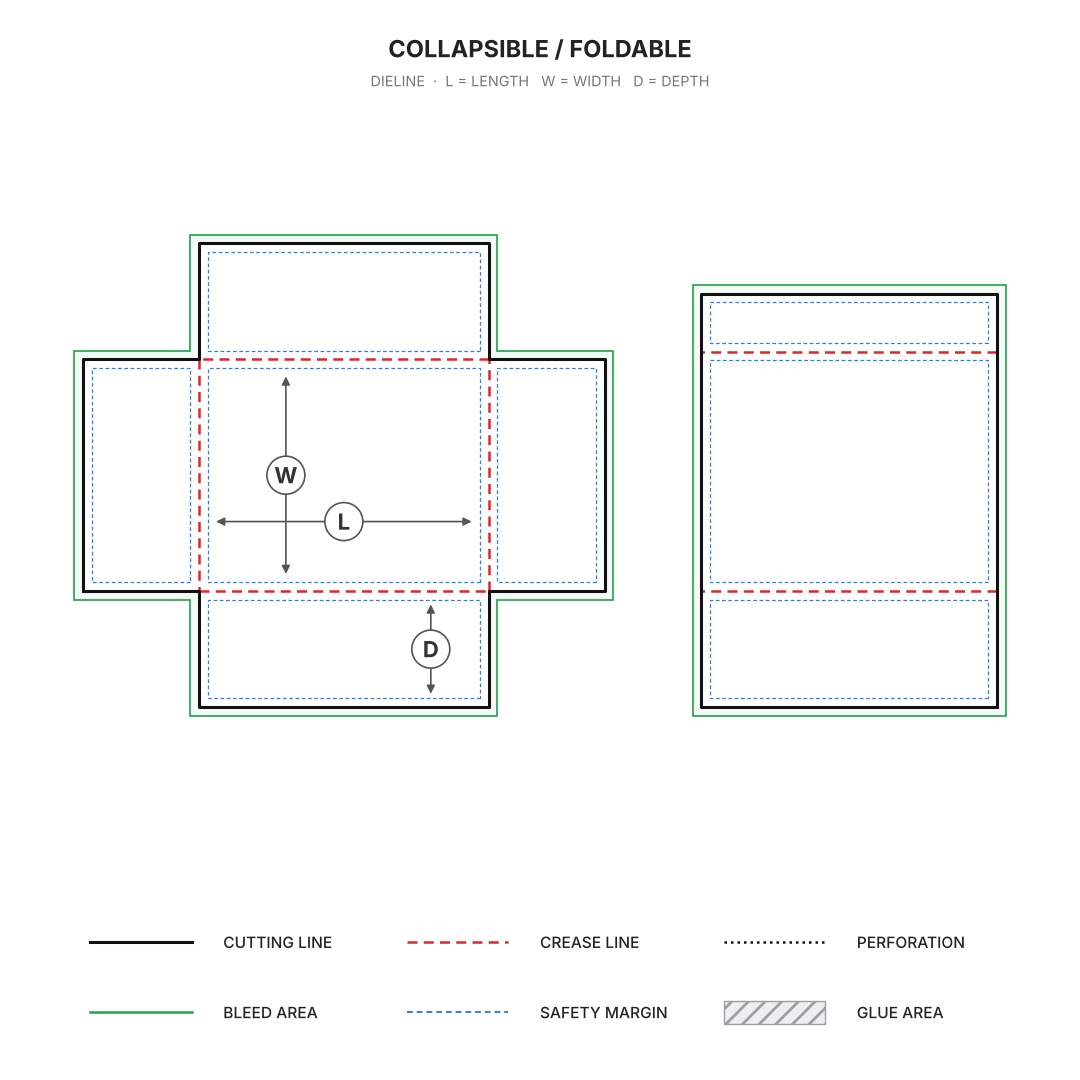 COLLAPSIBLE / FOLDABLE
DIELINE · L = LENGTH W = WIDTH D = DEPTH
W
L
D
CUTTING LINE
CREASE LINE
PERFORATION
BLEED AREA
SAFETY MARGIN
GLUE AREA